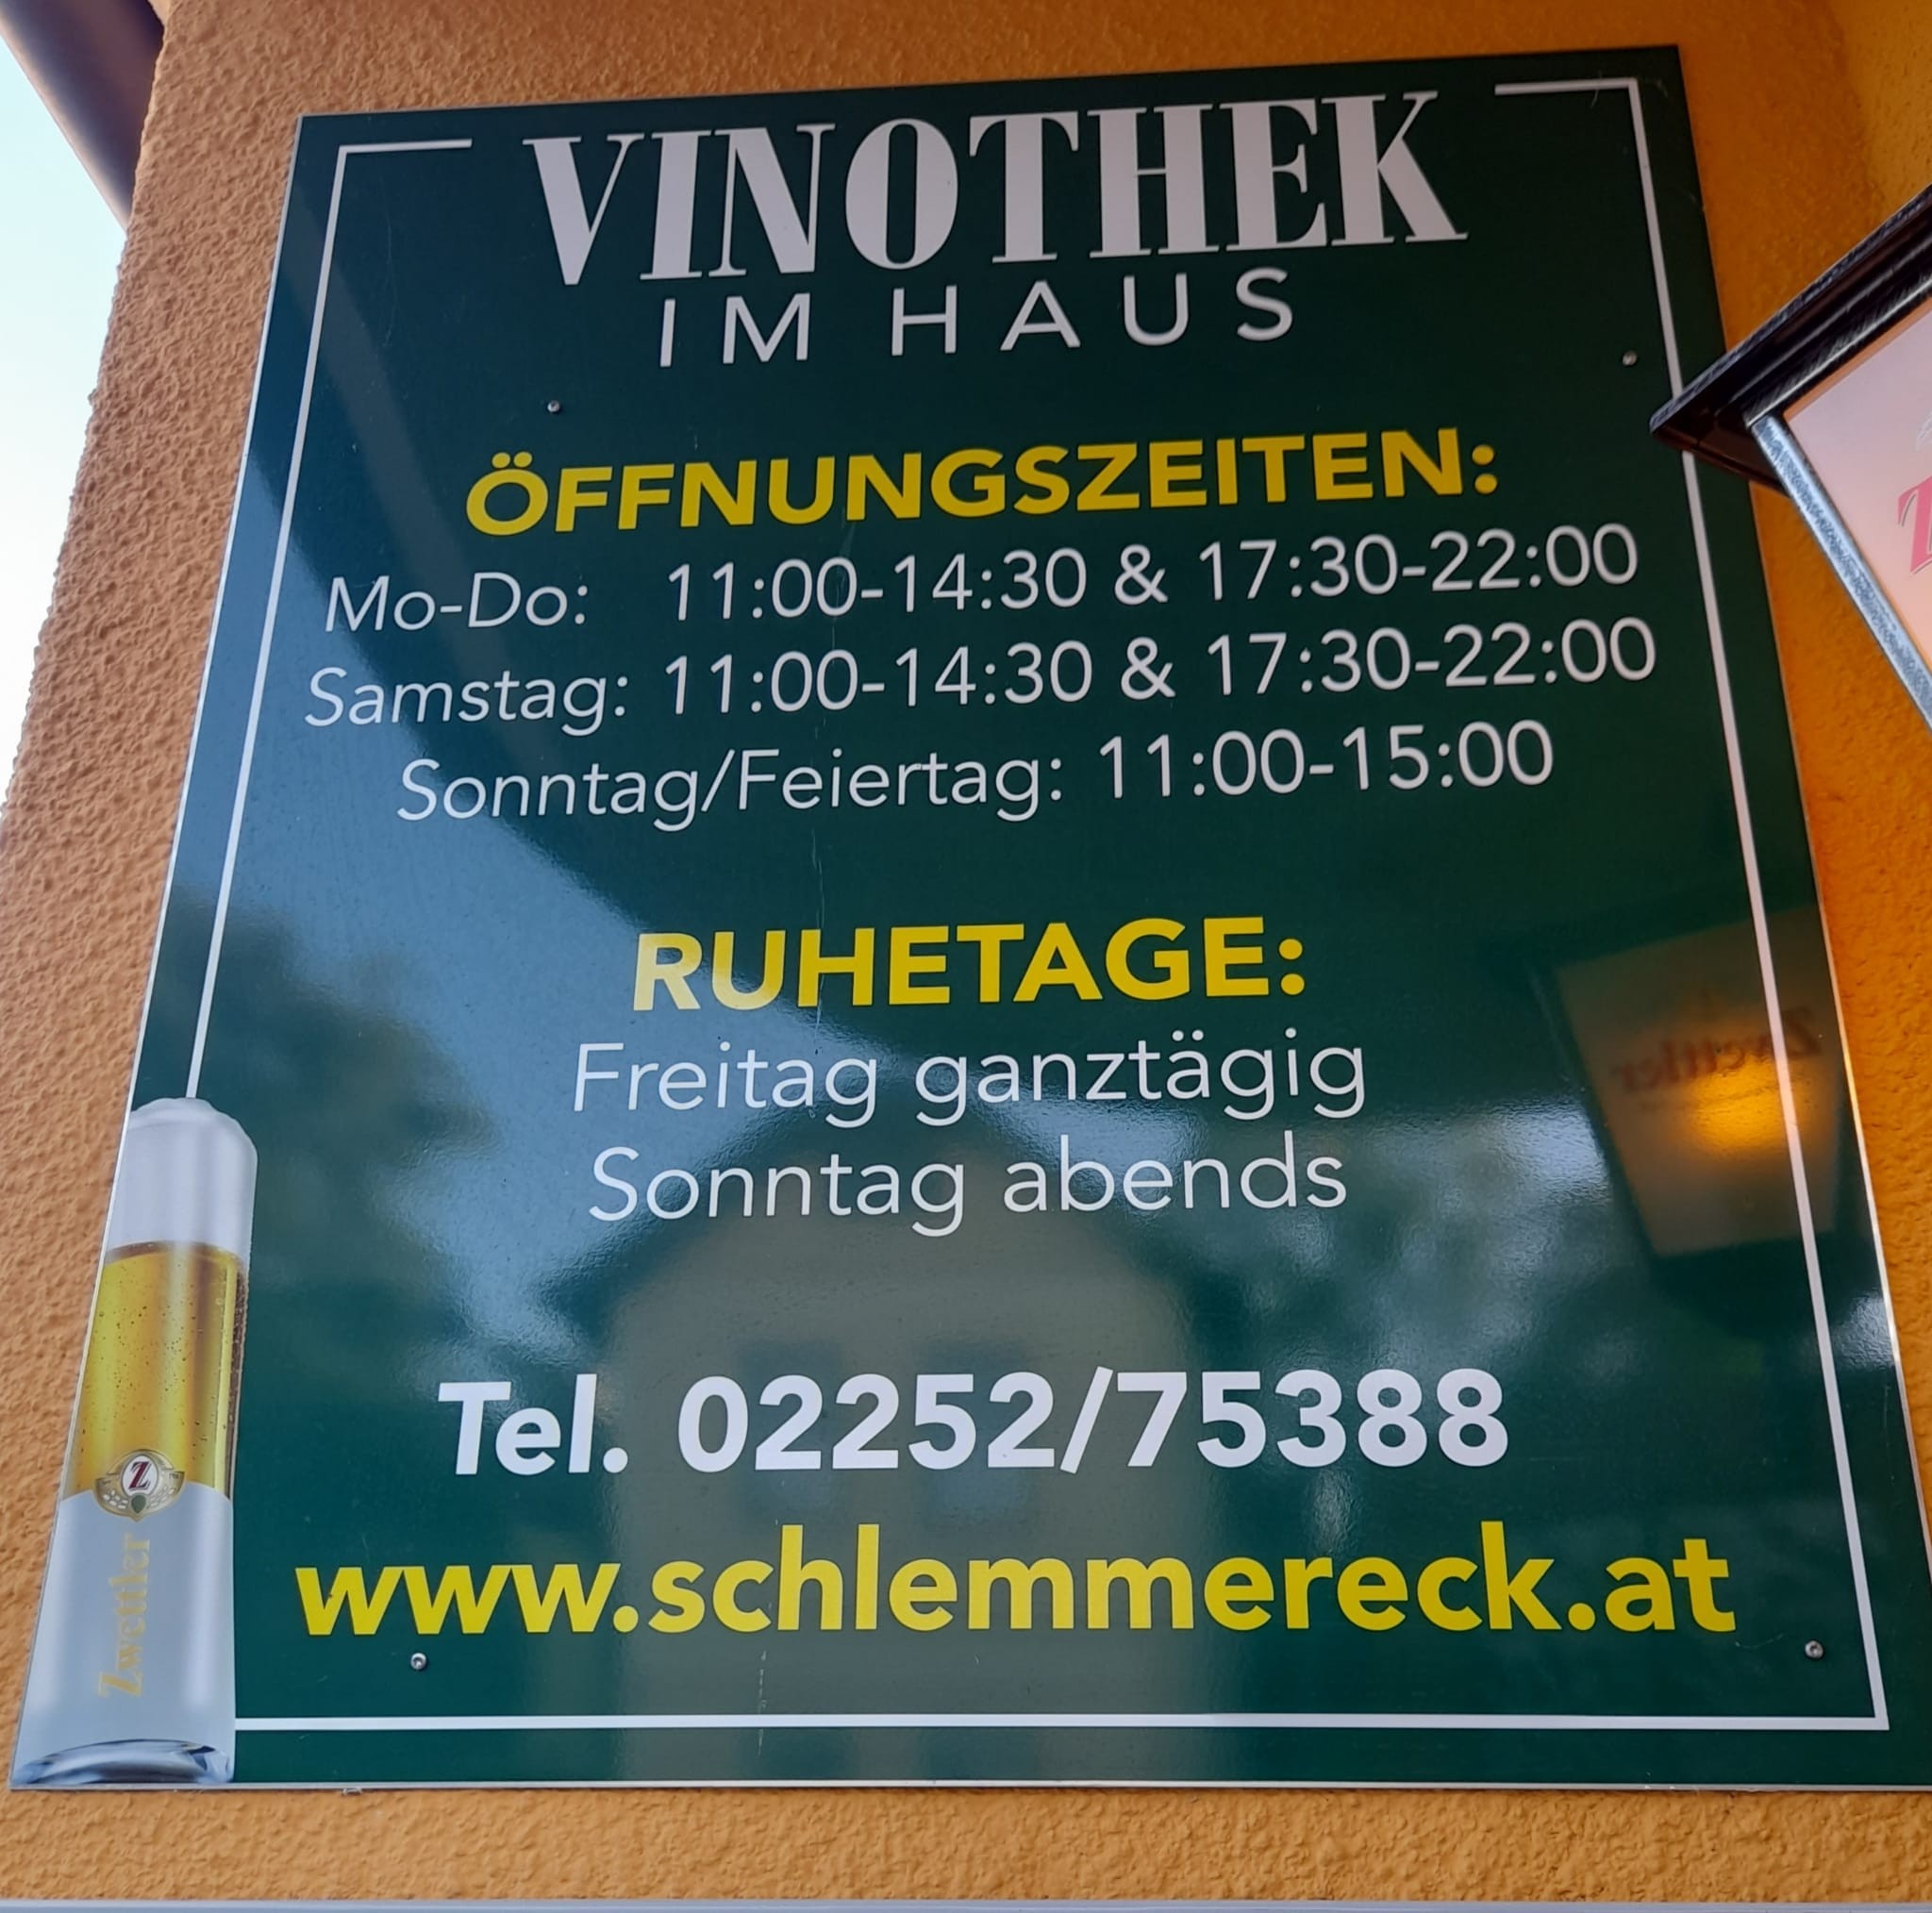 VINOTHEK
IM HAUS
ÖFFNUNGSZEITEN:
Mo-Do: 11:00-14:30 & 17:30-22:00
Samstag: 11:00-14:30 & 17:30-22:00
Sonntag/Feiertag: 11:00-15:00
RUHETAGE:
Freitag ganztägig
Sonntag abends
Tel. 02252/75388
www.schlemmereck.at
Z
Zwettler
Zwettler